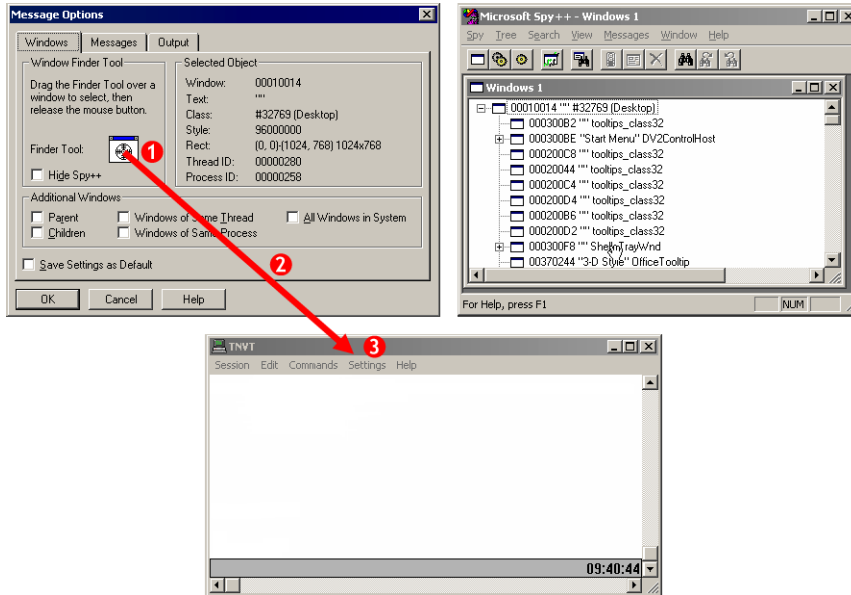 Message Options
Windows Messages Output
Window Finder Tool
Drag the Finder Tool over a
window to select, then
release the mouse button.
Finder Tool:
1
Hide Spy++
Selected Object
Window: 00010014
Text: ""
Class: #32769 (Desktop)
Style: 96000000
Rect: (0, 0)-(1024, 768) 1024x768
Thread ID: 00000280
Process ID: 00000258
Additional Windows
Parent Windows of Same Thread All Windows in System
Children Windows of Same Process
Save Settings as Default
2
OK Cancel Help
Microsoft Spy++ - Windows 1
Spy Tree Search View Messages Window Help
Windows 1
00010014 "" #32769 (Desktop)
000300B2 "" tooltips_class32
000300BE "Start Menu" DV2ControlHost
000200C8 "" tooltips_class32
00020044 "" tooltips_class32
000200C4 "" tooltips_class32
000200D4 "" tooltips_class32
000200B6 "" tooltips_class32
000200D2 "" tooltips_class32
000300F8 "" Shell_TrayWnd
00370244 "3-D Style" OfficeTooltip
For Help, press F1
NUM
TNVT
3
Session Edit Commands Settings Help
09:40:44